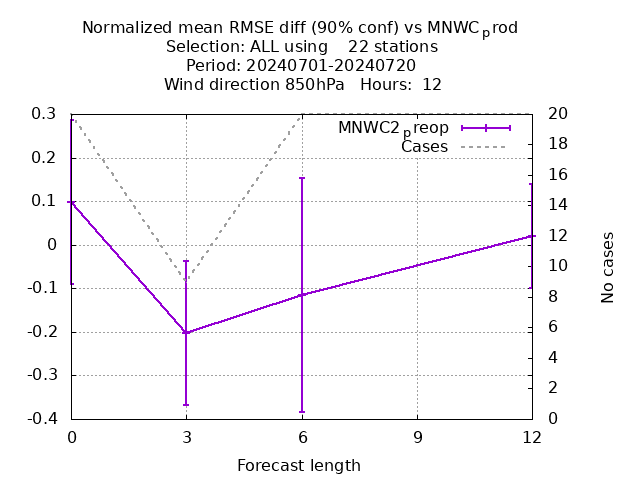 Normalized mean RMSE diff (90% conf) vs MNWCprod
Selection: ALL using    22 stations
Period: 20240701-20240720
Wind direction 850hPa   Hours:  12
MNWC2preop
Cases
0.3
0.2
0.1
0
-0.1
-0.2
-0.3
-0.4
20
18
16
14
12
10
8
6
4
2
0
No cases
0 3 6 9 12
Forecast length